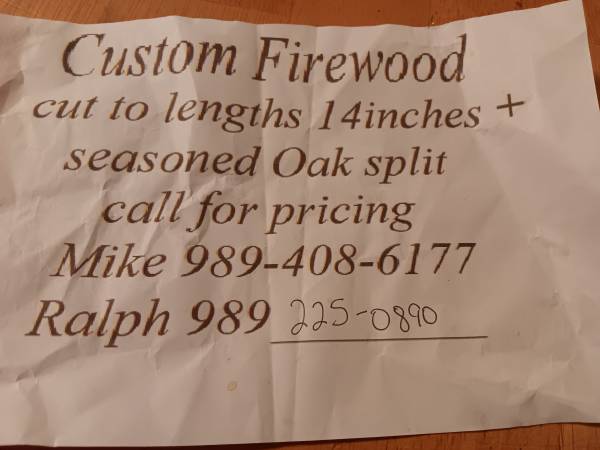 Custom Firewood
cut to lengths 14inches +
seasoned Oak split
call for pricing
Mike 989-408-6177
Ralph 989 225-0890